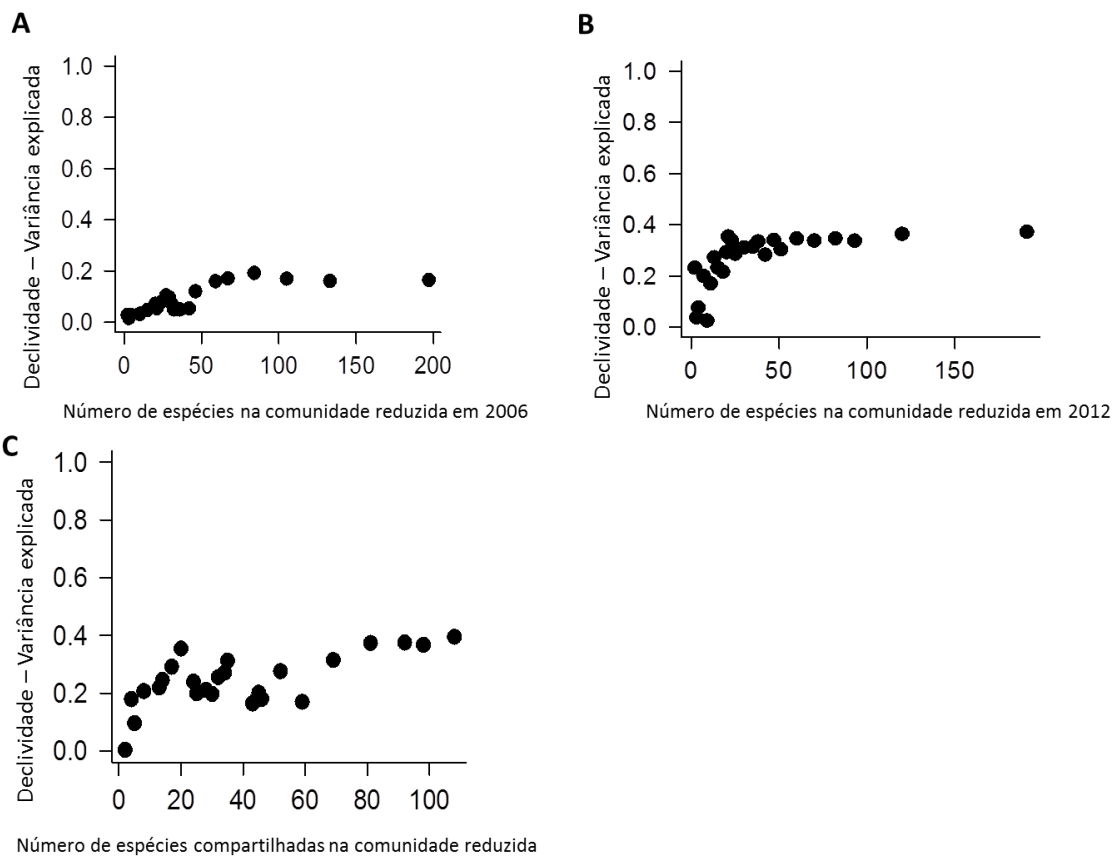 A
Declividade – Variância explicada
1.0
0.8
0.6
0.4
0.2
0.0
0 50 100 150 200
Número de espécies na comunidade reduzida em 2006
B
Declividade – Variância explicada
1.0
0.8
0.6
0.4
0.2
0.0
0 50 100 150
Número de espécies na comunidade reduzida em 2012
C
Declividade – Variância explicada
1.0
0.8
0.6
0.4
0.2
0.0
0 20 40 60 80 100
Número de espécies compartilhadas na comunidade reduzida